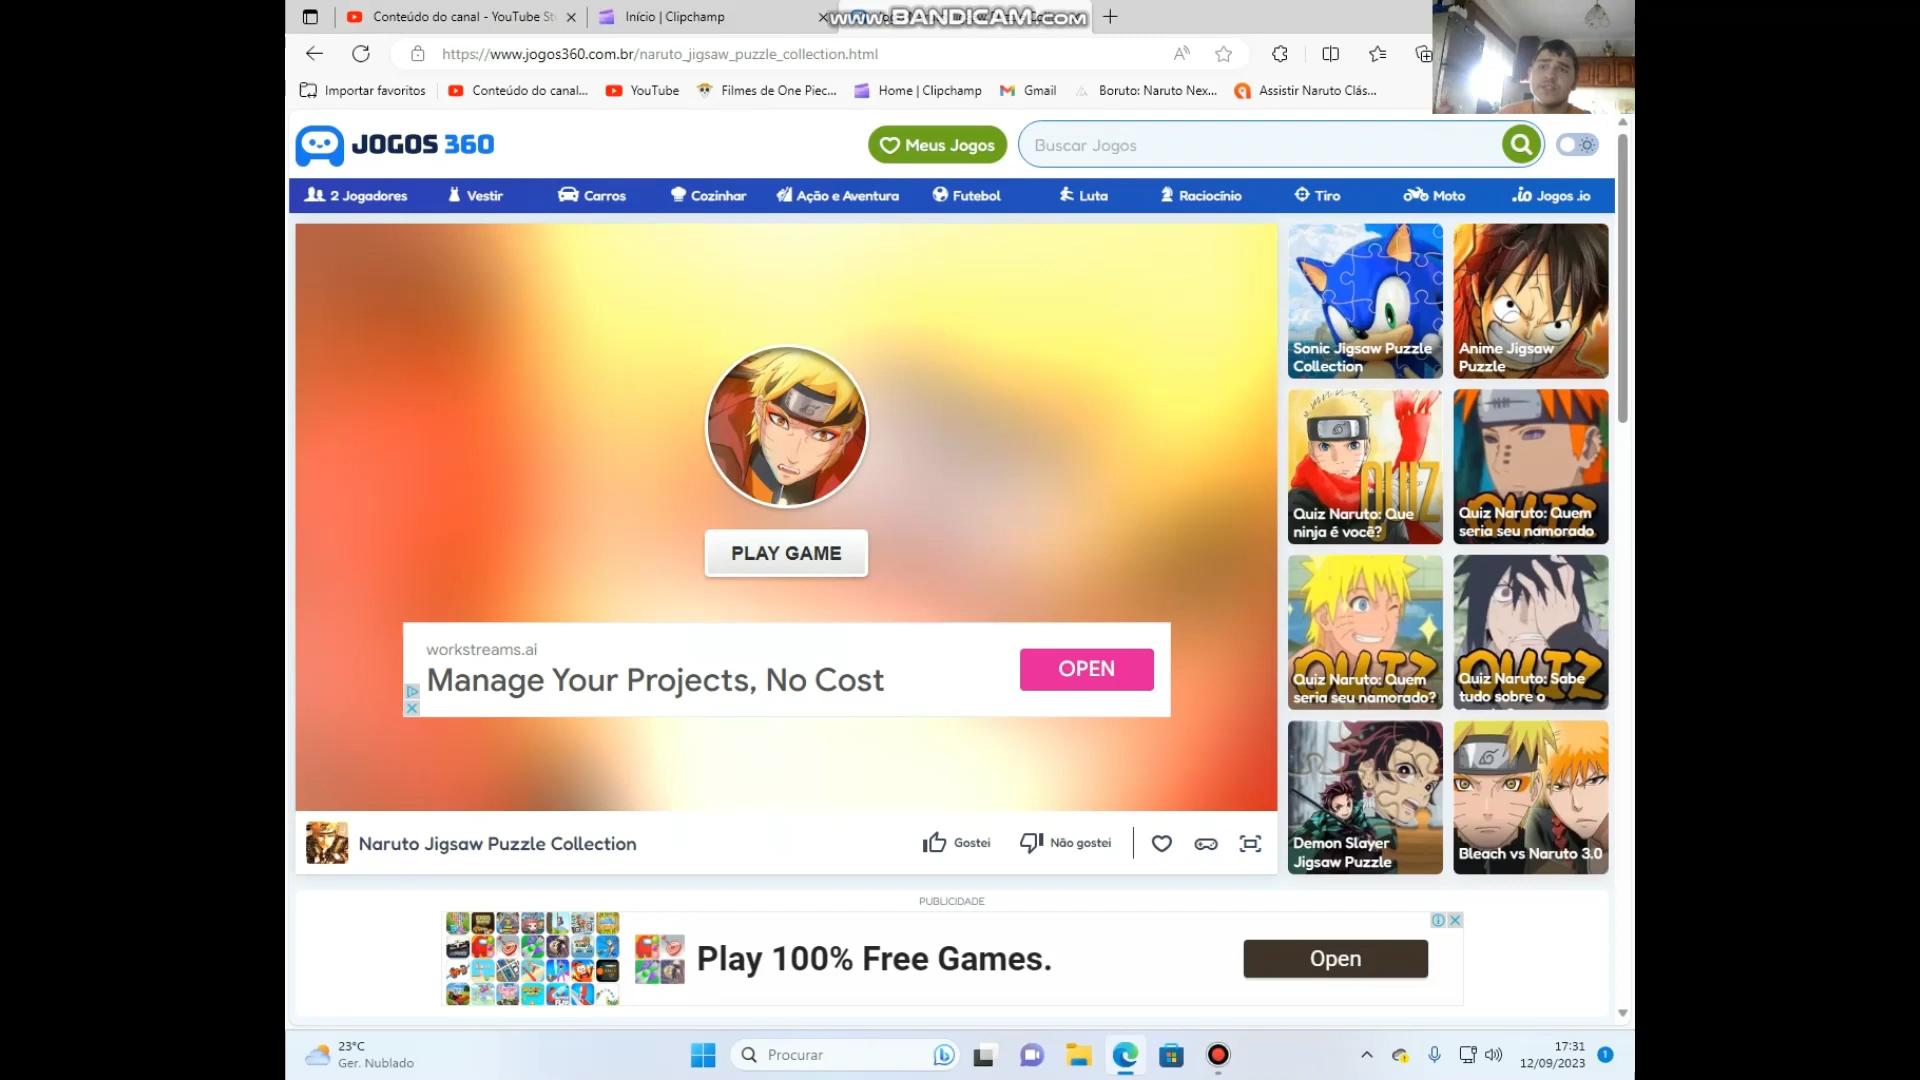 Conteúdo do canal - YouTube St
Início | Clipchamp
www.BANDICAM.com
https://www.jogos360.com.br/naruto_jigsaw_puzzle_collection.html
Importar favoritos
Conteúdo do canal...
YouTube
Filmes de One Piec...
Home | Clipchamp
Gmail
Boruto: Naruto Nex...
Assistir Naruto Clás...
JOGOS 360
Meus Jogos
Buscar Jogos
2 Jogadores
Vestir
Carros
Cozinhar
Ação e Aventura
Futebol
Luta
Raciocínio
Tiro
Moto
.io Jogos .io
PLAY GAME
workstreams.ai
Manage Your Projects, No Cost
OPEN
Sonic Jigsaw Puzzle
Collection
Anime Jigsaw
Puzzle
QUIZ
Quiz Naruto: Que
ninja é você?
QUIZ
Quiz Naruto: Quem
seria seu namorado
QUIZ
Quiz Naruto: Quem
seria seu namorado?
QUIZ
Quiz Naruto: Sabe
tudo sobre o
Demon Slayer
Jigsaw Puzzle
Bleach vs Naruto 3.0
Naruto Jigsaw Puzzle Collection
Gostei
Não gostei
PUBLICIDADE
Play 100% Free Games.
Open
23°C
Ger. Nublado
Procurar
17:31
12/09/2023
1